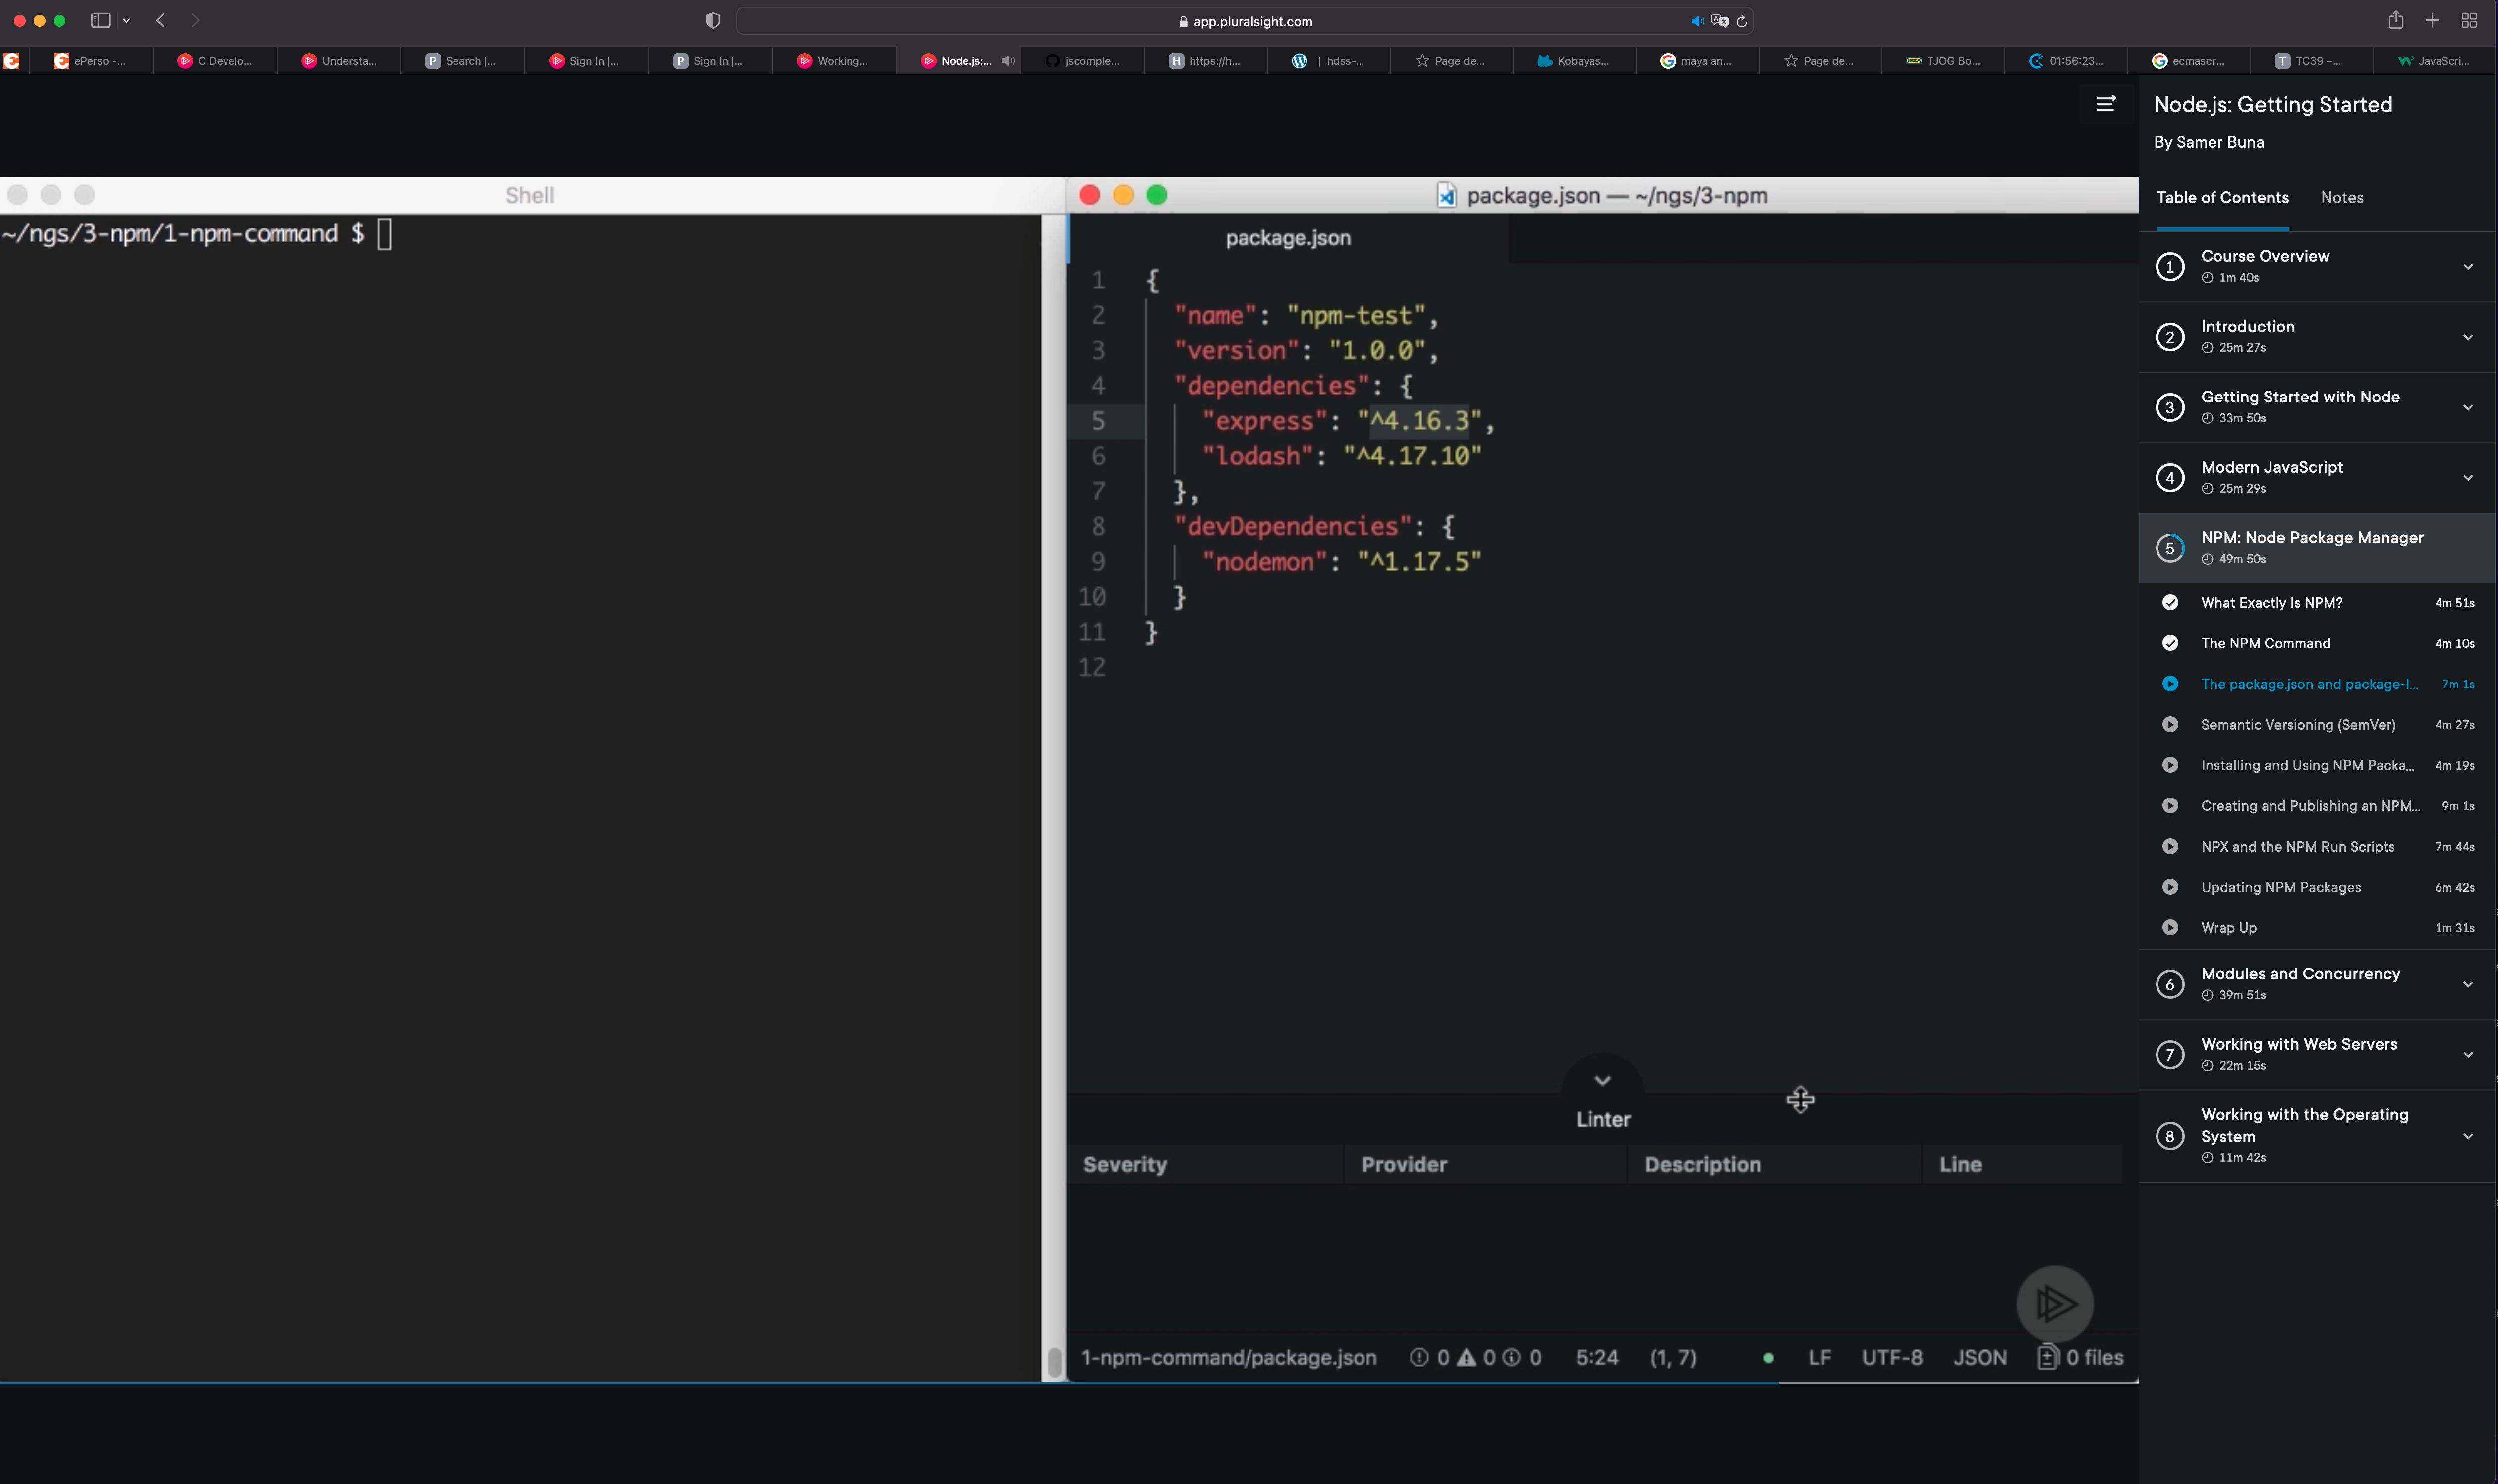 app.pluralsight.com
ePerso -...
C Develo...
Understa...
P Search |...
Sign In |...
P Sign In |...
Working...
Node.js:...
jscomple...
H https://h...
| hdss-...
Page de...
Kobayas...
maya an...
Page de...
TJOG Bo...
01:56:23...
ecmascr...
T TC39 –...
JavaScri...
Shell
~/ngs/3-npm/1-npm-command $
package.json — ~/ngs/3-npm
package.json
1 {
2 "name": "npm-test",
3 "version": "1.0.0",
4 "dependencies": {
5 "express": "^4.16.3",
6 "lodash": "^4.17.10"
7 },
8 "devDependencies": {
9 "nodemon": "^1.17.5"
10 }
11 }
12
Linter
Severity Provider Description Line
1-npm-command/package.json 0 0 0 5:24 (1, 7) LF UTF-8 JSON 0 files
Node.js: Getting Started
By Samer Buna
Table of Contents Notes
1 Course Overview
1m 40s
2 Introduction
25m 27s
3 Getting Started with Node
33m 50s
4 Modern JavaScript
25m 29s
5 NPM: Node Package Manager
49m 50s
What Exactly Is NPM? 4m 51s
The NPM Command 4m 10s
The package.json and package-l... 7m 1s
Semantic Versioning (SemVer) 4m 27s
Installing and Using NPM Packa... 4m 19s
Creating and Publishing an NPM... 9m 1s
NPX and the NPM Run Scripts 7m 44s
Updating NPM Packages 6m 42s
Wrap Up 1m 31s
6 Modules and Concurrency
39m 51s
7 Working with Web Servers
22m 15s
8 Working with the Operating
System
11m 42s